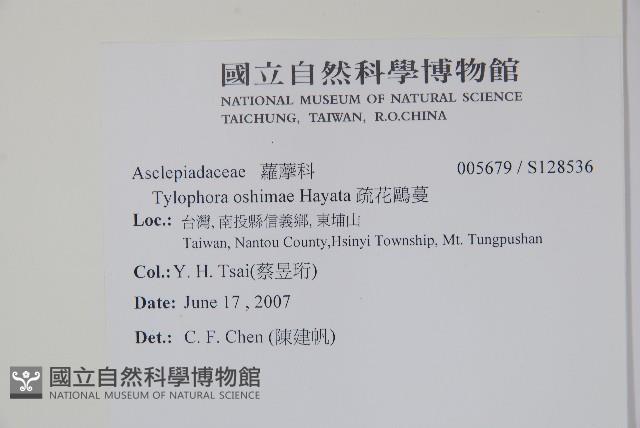 國立自然科學博物館
NATIONAL MUSEUM OF NATURAL SCIENCE
TAICHUNG, TAIWAN, R.O.CHINA
Asclepiadaceae 蘿藦科 005679 / S128536
Tylophora oshimae Hayata 疏花鷗蔓
Loc.: 台灣, 南投縣信義鄉, 東埔山
Taiwan, Nantou County,Hsinyi Township, Mt. Tungpushan
Col.: Y. H. Tsai(蔡昱珩)
Date: June 17 , 2007
Det.: C. F. Chen (陳建帆)
國立自然科學博物館
NATIONAL MUSEUM OF NATURAL SCIENCE